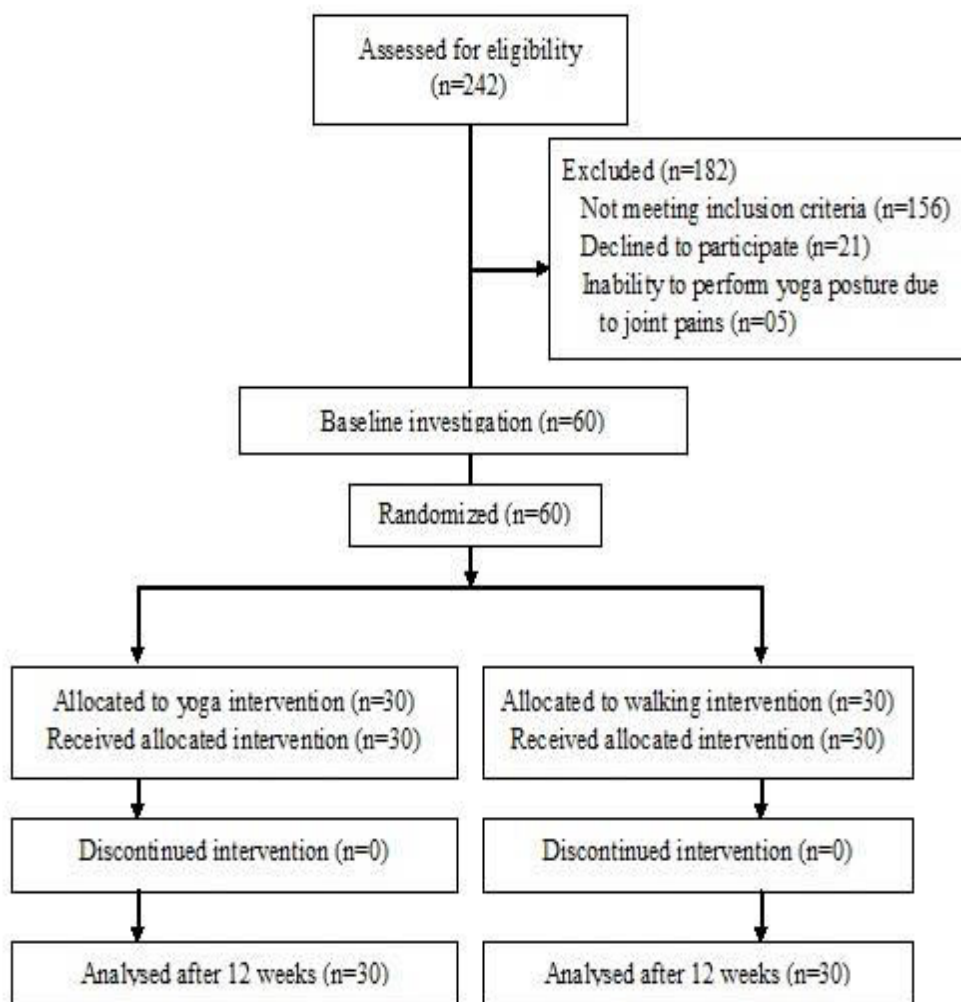 Assessed for eligibility
(n=242)
Excluded (n=182)
Not meeting inclusion criteria (n=156)
Declined to participate (n=21)
Inability to perform yoga posture due
to joint pains (n=05)
Baseline investigation (n=60)
Randomized (n=60)
Allocated to yoga intervention (n=30)
Received allocated intervention (n=30)
Allocated to walking intervention (n=30)
Received allocated intervention (n=30)
Discontinued intervention (n=0)
Discontinued intervention (n=0)
Analysed after 12 weeks (n=30)
Analysed after 12 weeks (n=30)